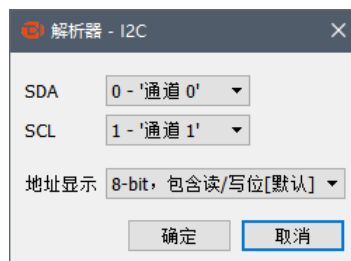 解析器 - I2C
SDA 0 - '通道 0'
SCL 1 - '通道 1'
地址显示 8-bit，包含读/写位[默认]
确定 取消